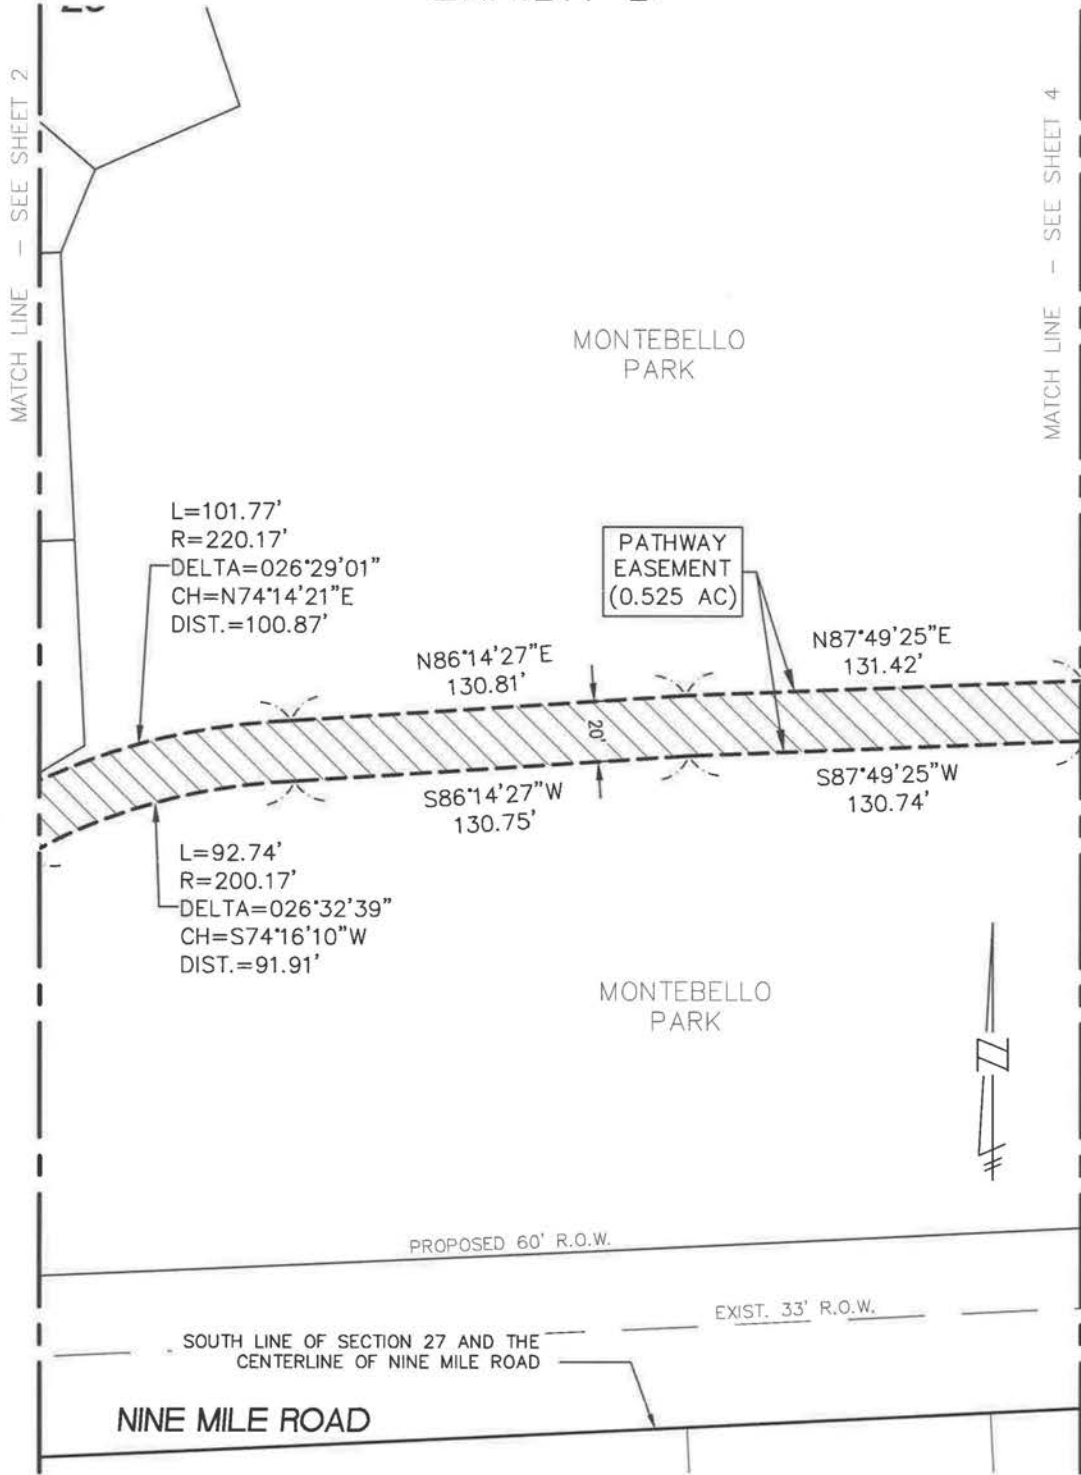 MATCH LINE - SEE SHEET 2
MATCH LINE - SEE SHEET 4
MONTEBELLO
PARK
L=101.77'
R=220.17'
DELTA=026°29'01"
CH=N74°14'21"E
DIST.=100.87'
PATHWAY
EASEMENT
(0.525 AC)
N86°14'27"E
130.81'
N87°49'25"E
131.42'
20'
S86°14'27"W
130.75'
S87°49'25"W
130.74'
L=92.74'
R=200.17'
DELTA=026°32'39"
CH=S74°16'10"W
DIST.=91.91'
MONTEBELLO
PARK
N
PROPOSED 60' R.O.W.
EXIST. 33' R.O.W.
SOUTH LINE OF SECTION 27 AND THE
CENTERLINE OF NINE MILE ROAD
NINE MILE ROAD